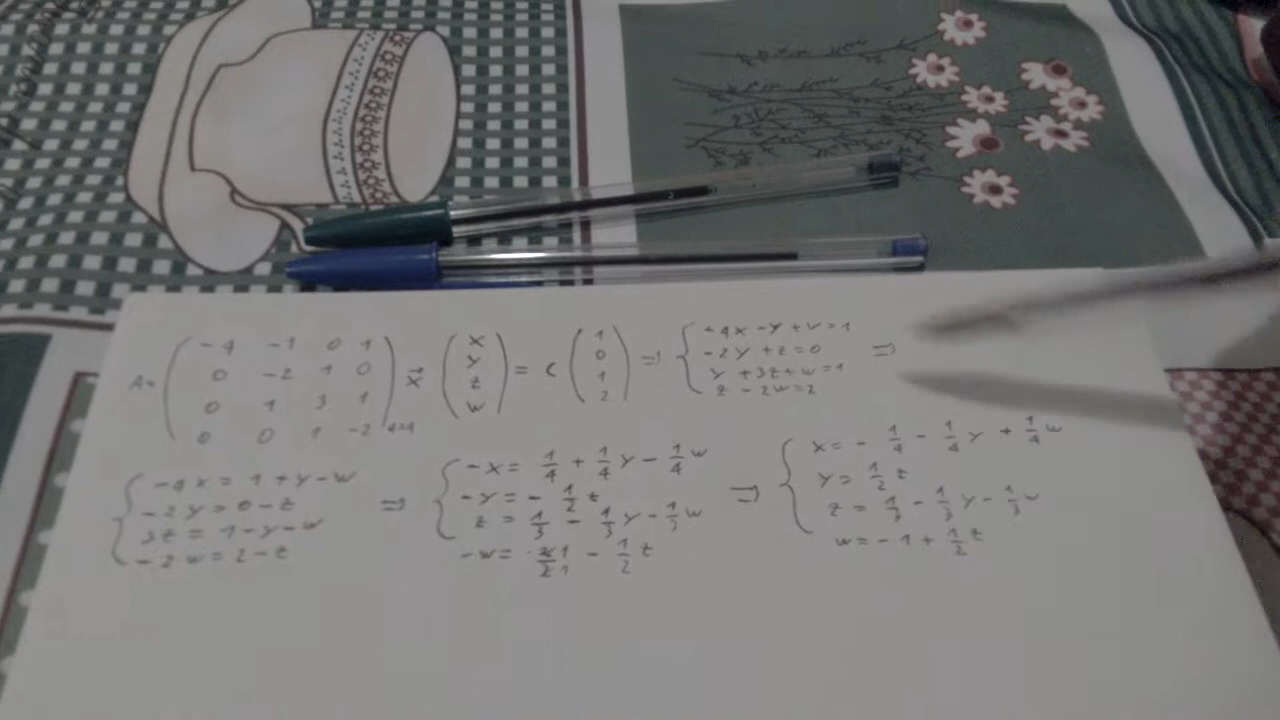 A= ( -4 -1 0 1 ) x⃗ ( x ) = C ( 1 ) => { -4x-y+w=1 =>
0 -2 1 0 y 0 -2y+z=0
0 1 3 1 z 1 y+3z+w=1
0 0 1 -2 4×4 w 2 z-2w=2
{ -4x=1+y-w => { -x= 1/4 + 1/4 y - 1/4 w => { x= - 1/4 - 1/4 y + 1/4 w
-2y=0-z -y=- 1/2 z y= 1/2 z
3z=1-y-w z= 1/3 - 1/3 y - 1/3 w z= 1/3 - 1/3 y - 1/3 w
-2w=2-z -w= 1 - 1/2 z w=-1+ 1/2 z